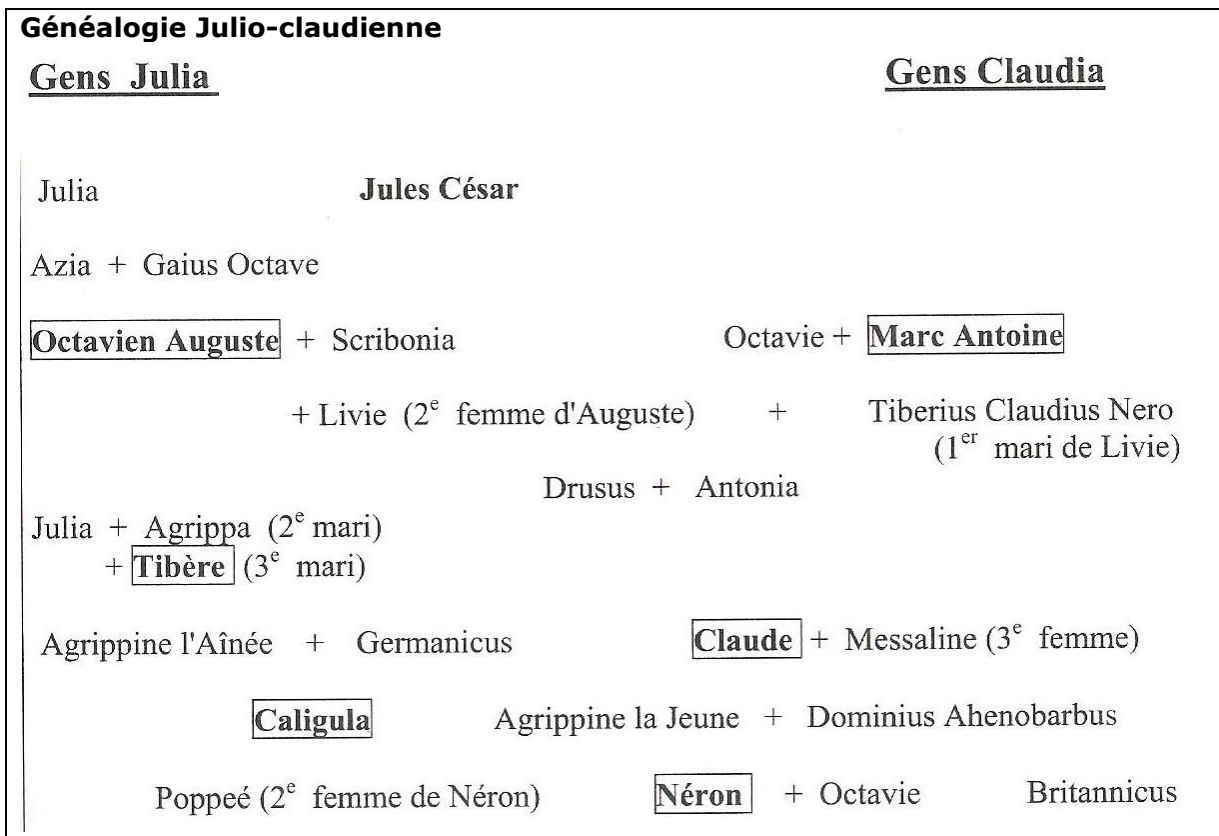 Généalogie Julio-claudienne
Gens Julia Gens Claudia
Julia Jules César
Azia + Gaius Octave
Octavien Auguste + Scribonia Octavie + Marc Antoine
+ Livie (2e femme d'Auguste) + Tiberius Claudius Nero
(1er mari de Livie)
Drusus + Antonia
Julia + Agrippa (2e mari)
+ Tibère (3e mari)
Agrippine l'Aînée + Germanicus Claude + Messaline (3e femme)
Caligula Agrippine la Jeune + Dominius Ahenobarbus
Poppeé (2e femme de Néron) Néron + Octavie Britannicus